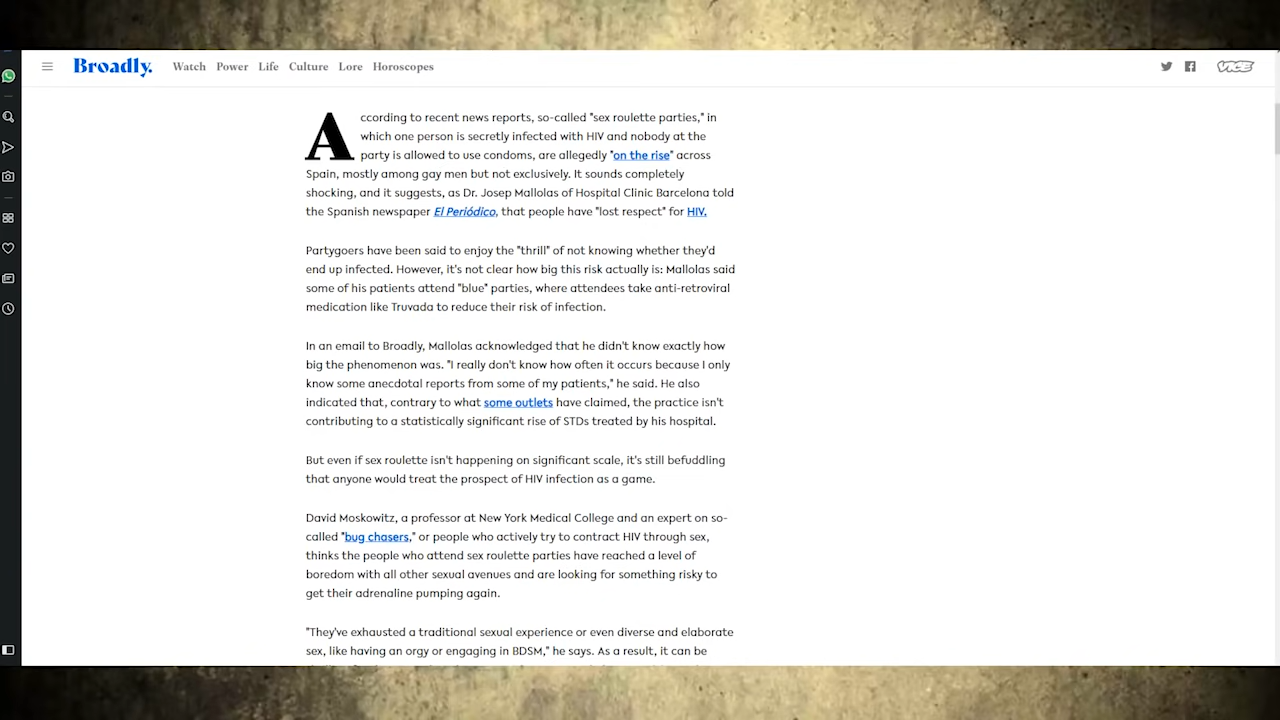 Broadly. Watch Power Life Culture Lore Horoscopes VICE
According to recent news reports, so-called "sex roulette parties," in
which one person is secretly infected with HIV and nobody at the
party is allowed to use condoms, are allegedly "on the rise" across
Spain, mostly among gay men but not exclusively. It sounds completely
shocking, and it suggests, as Dr. Josep Mallolas of Hospital Clinic Barcelona told
the Spanish newspaper El Periódico, that people have "lost respect" for HIV.
Partygoers have been said to enjoy the "thrill" of not knowing whether they'd
end up infected. However, it's not clear how big this risk actually is: Mallolas said
some of his patients attend "blue" parties, where attendees take anti-retroviral
medication like Truvada to reduce their risk of infection.
In an email to Broadly, Mallolas acknowledged that he didn't know exactly how
big the phenomenon was. "I really don't know how often it occurs because I only
know some anecdotal reports from some of my patients," he said. He also
indicated that, contrary to what some outlets have claimed, the practice isn't
contributing to a statistically significant rise of STDs treated by his hospital.
But even if sex roulette isn't happening on significant scale, it's still befuddling
that anyone would treat the prospect of HIV infection as a game.
David Moskowitz, a professor at New York Medical College and an expert on so-
called "bug chasers," or people who actively try to contract HIV through sex,
thinks the people who attend sex roulette parties have reached a level of
boredom with all other sexual avenues and are looking for something risky to
get their adrenaline pumping again.
"They've exhausted a traditional sexual experience or even diverse and elaborate
sex, like having an orgy or engaging in BDSM," he says. As a result, it can be